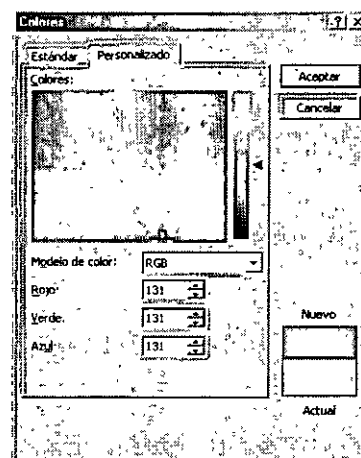 Colores
Estándar Personalizado
Colores:
Aceptar
Cancelar
Modelo de color: RGB
Rojo 131
Verde. 131
Azul 131
Nuevo
Actual